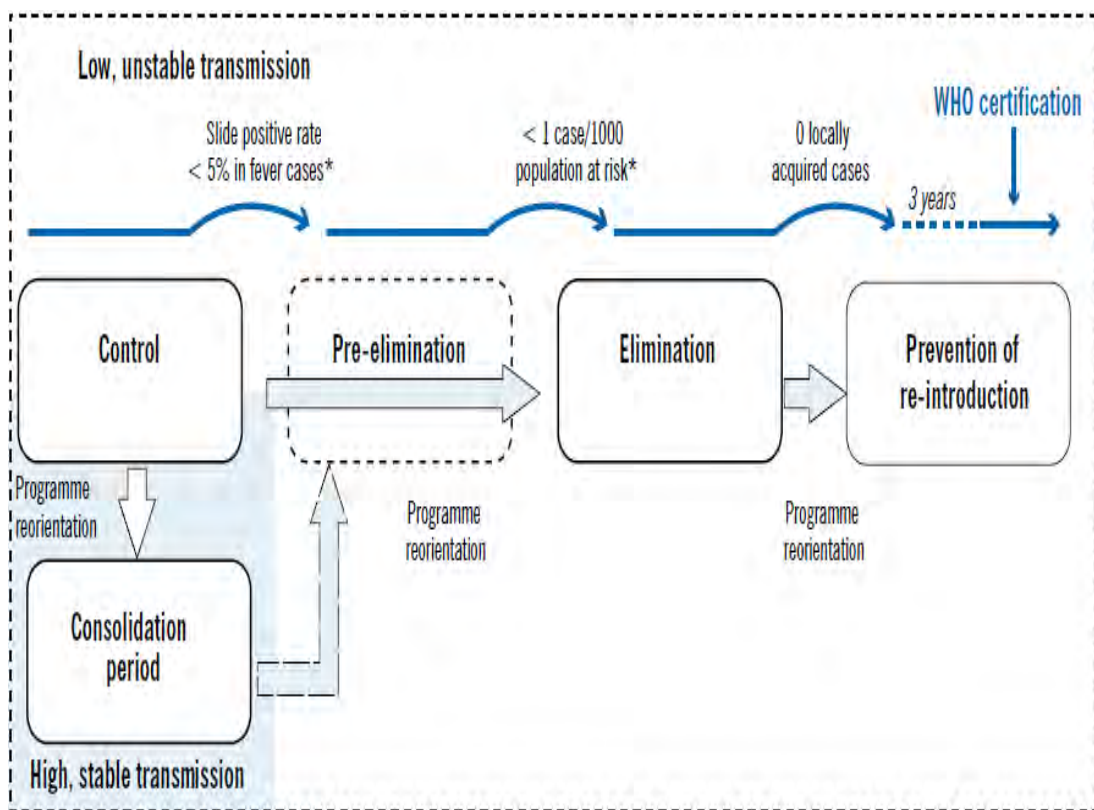 Low, unstable transmission
WHO certification
Slide positive rate
< 5% in fever cases*
< 1 case/1000
population at risk*
0 locally
acquired cases
3 years
Control
Pre-elimination
Elimination
Prevention of
re-introduction
Programme
reorientation
Programme
reorientation
Programme
reorientation
Consolidation
period
High, stable transmission